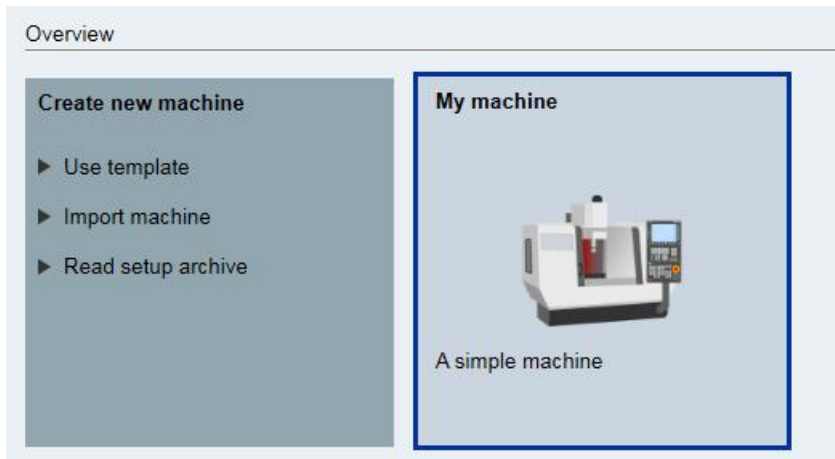 Overview
Create new machine
Use template
Import machine
Read setup archive
My machine
A simple machine